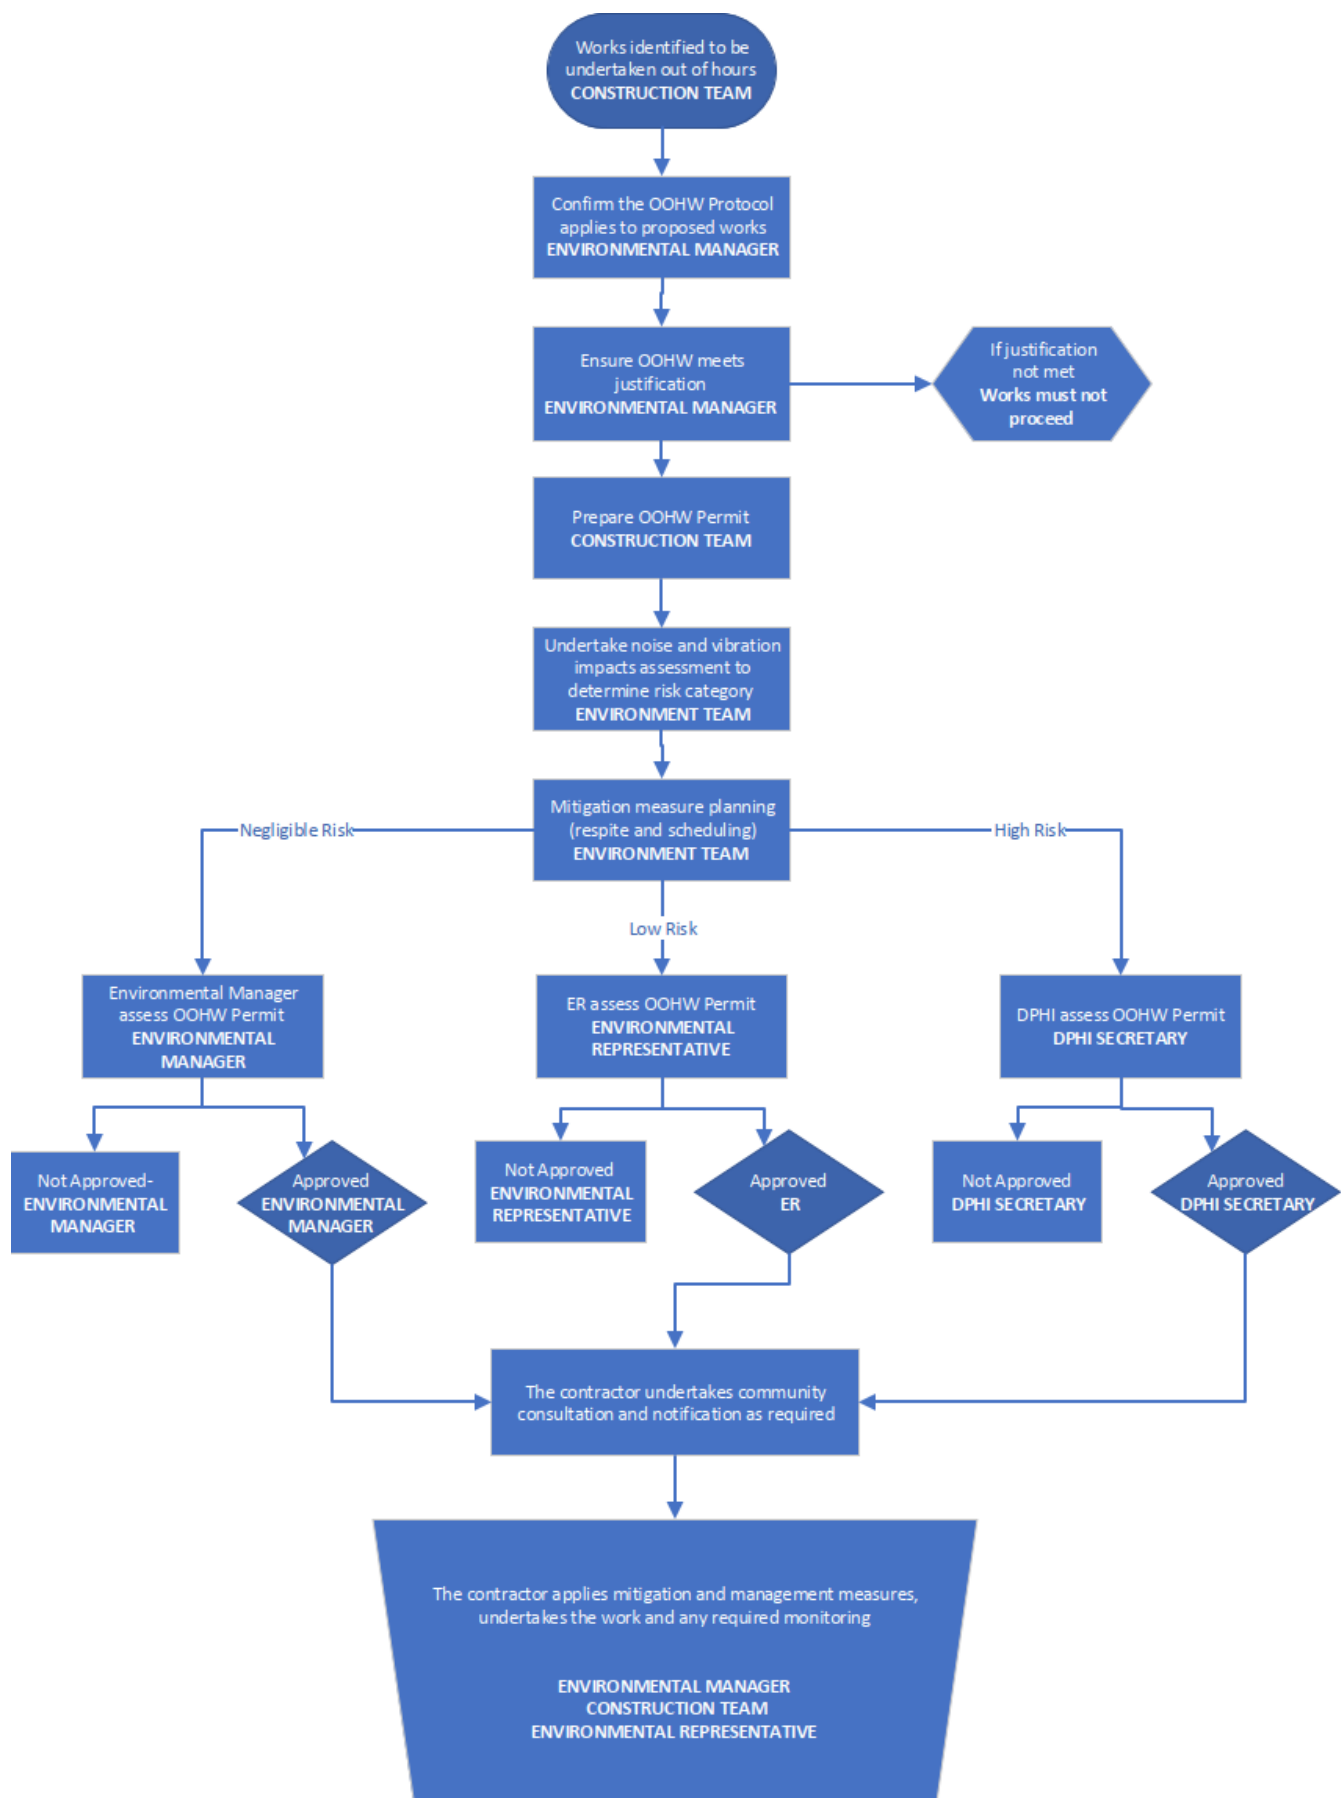 Works identified to be
undertaken out of hours
CONSTRUCTION TEAM
Confirm the OOHW Protocol
applies to proposed works
ENVIRONMENTAL MANAGER
Ensure OOHW meets
justification
ENVIRONMENTAL MANAGER
If justification
not met
Works must not
proceed
Prepare OOHW Permit
CONSTRUCTION TEAM
Undertake noise and vibration
impacts assessment to
determine risk category
ENVIRONMENT TEAM
Mitigation measure planning
(respite and scheduling)
ENVIRONMENT TEAM
Negligible Risk
High Risk
Low Risk
Environmental Manager
assess OOHW Permit
ENVIRONMENTAL
MANAGER
ER assess OOHW Permit
ENVIRONMENTAL
REPRESENTATIVE
DPHI assess OOHW Permit
DPHI SECRETARY
Not Approved-
ENVIRONMENTAL
MANAGER
Approved
ENVIRONMENTAL
MANAGER
Not Approved
ENVIRONMENTAL
REPRESENTATIVE
Approved
ER
Not Approved
DPHI SECRETARY
Approved
DPHI SECRETARY
The contractor undertakes community
consultation and notification as required
The contractor applies mitigation and management measures,
undertakes the work and any required monitoring
ENVIRONMENTAL MANAGER
CONSTRUCTION TEAM
ENVIRONMENTAL REPRESENTATIVE